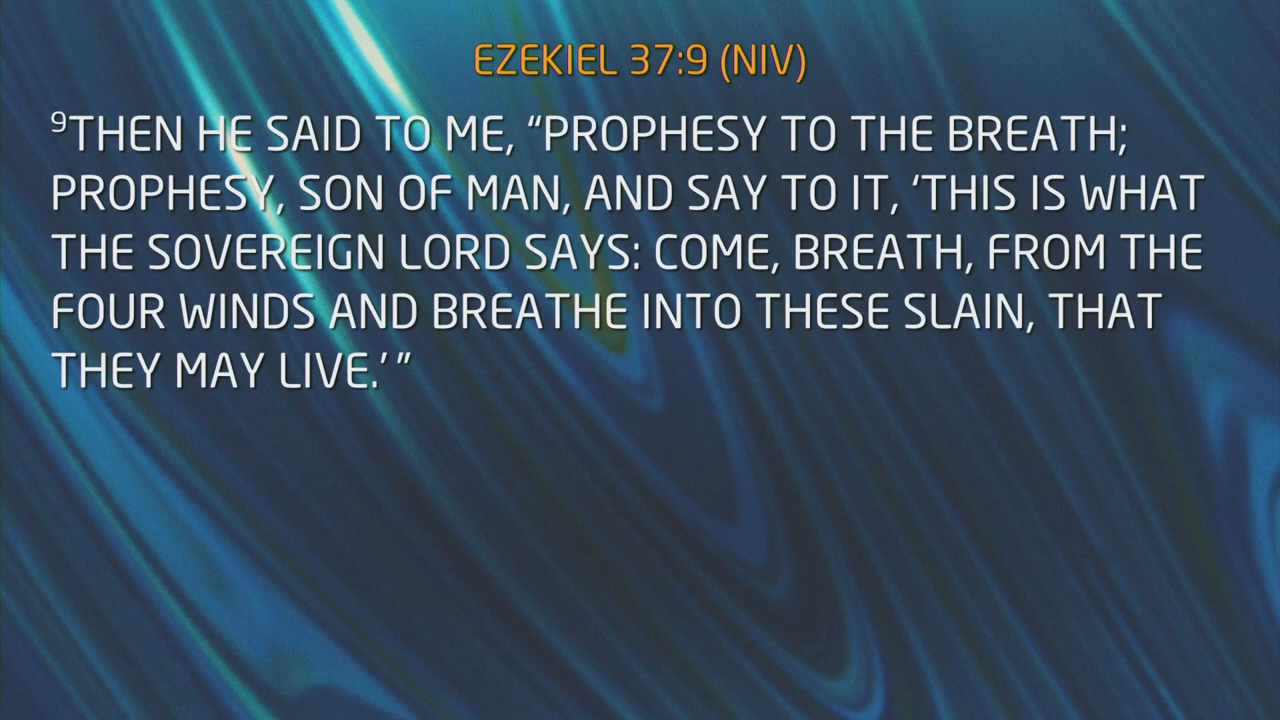 EZEKIEL 37:9 (NIV)
⁹THEN HE SAID TO ME, “PROPHESY TO THE BREATH;
PROPHESY, SON OF MAN, AND SAY TO IT, ‘THIS IS WHAT
THE SOVEREIGN LORD SAYS: COME, BREATH, FROM THE
FOUR WINDS AND BREATHE INTO THESE SLAIN, THAT
THEY MAY LIVE.’ ”